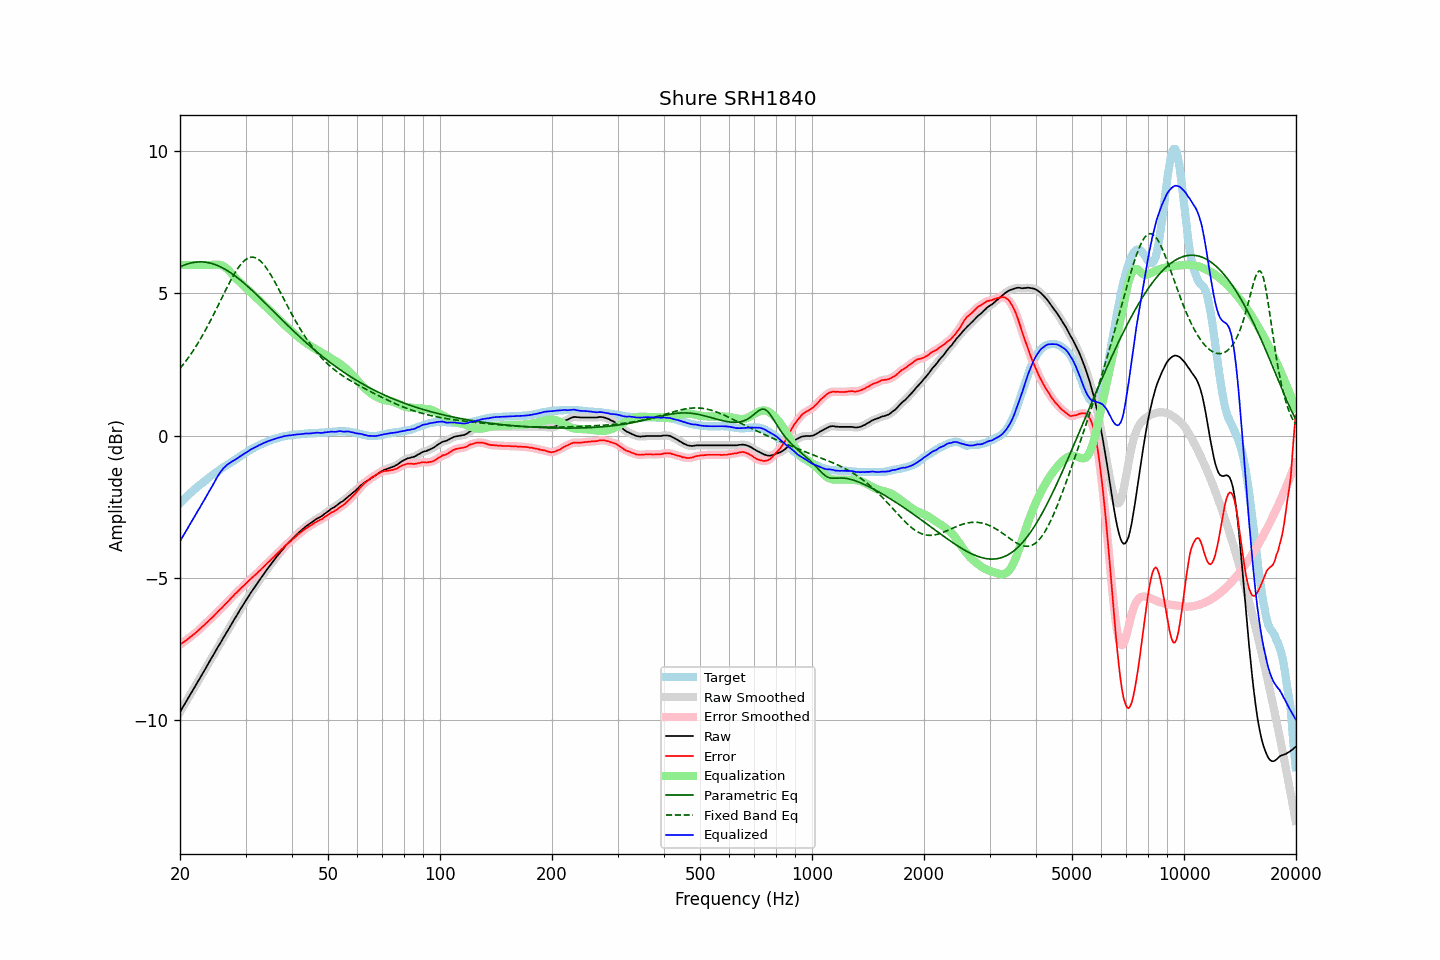 Shure SRH1840
10
5
0
−5
−10
Amplitude (dBr)
20
50
100
200
500
1000
2000
5000
10000
20000
Frequency (Hz)
Target
Raw Smoothed
Error Smoothed
Raw
Error
Equalization
Parametric Eq
Fixed Band Eq
Equalized